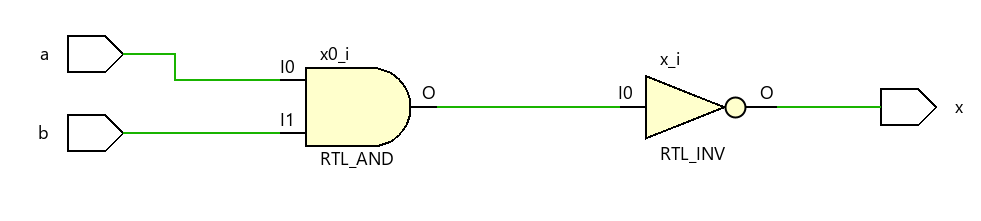 a
b
I0
I1
x0_i
RTL_AND
O
I0
x_i
RTL_INV
O
x